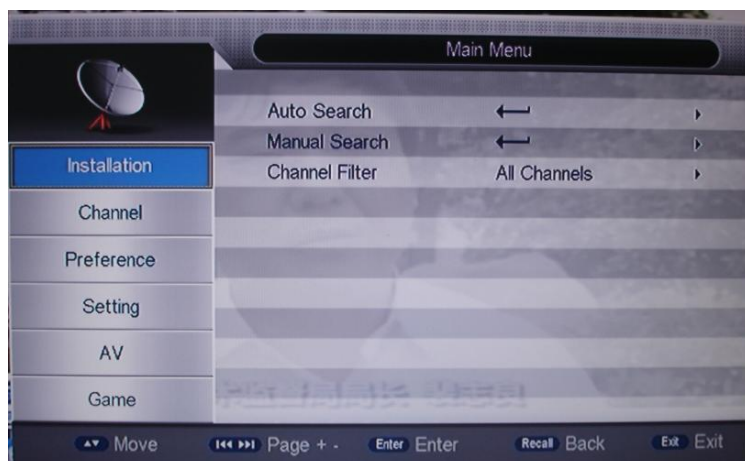 Main Menu
Auto Search
Manual Search
Channel Filter All Channels
Installation
Channel
Preference
Setting
AV
Game
Move Page + - Enter Enter Recall Back Exit Exit